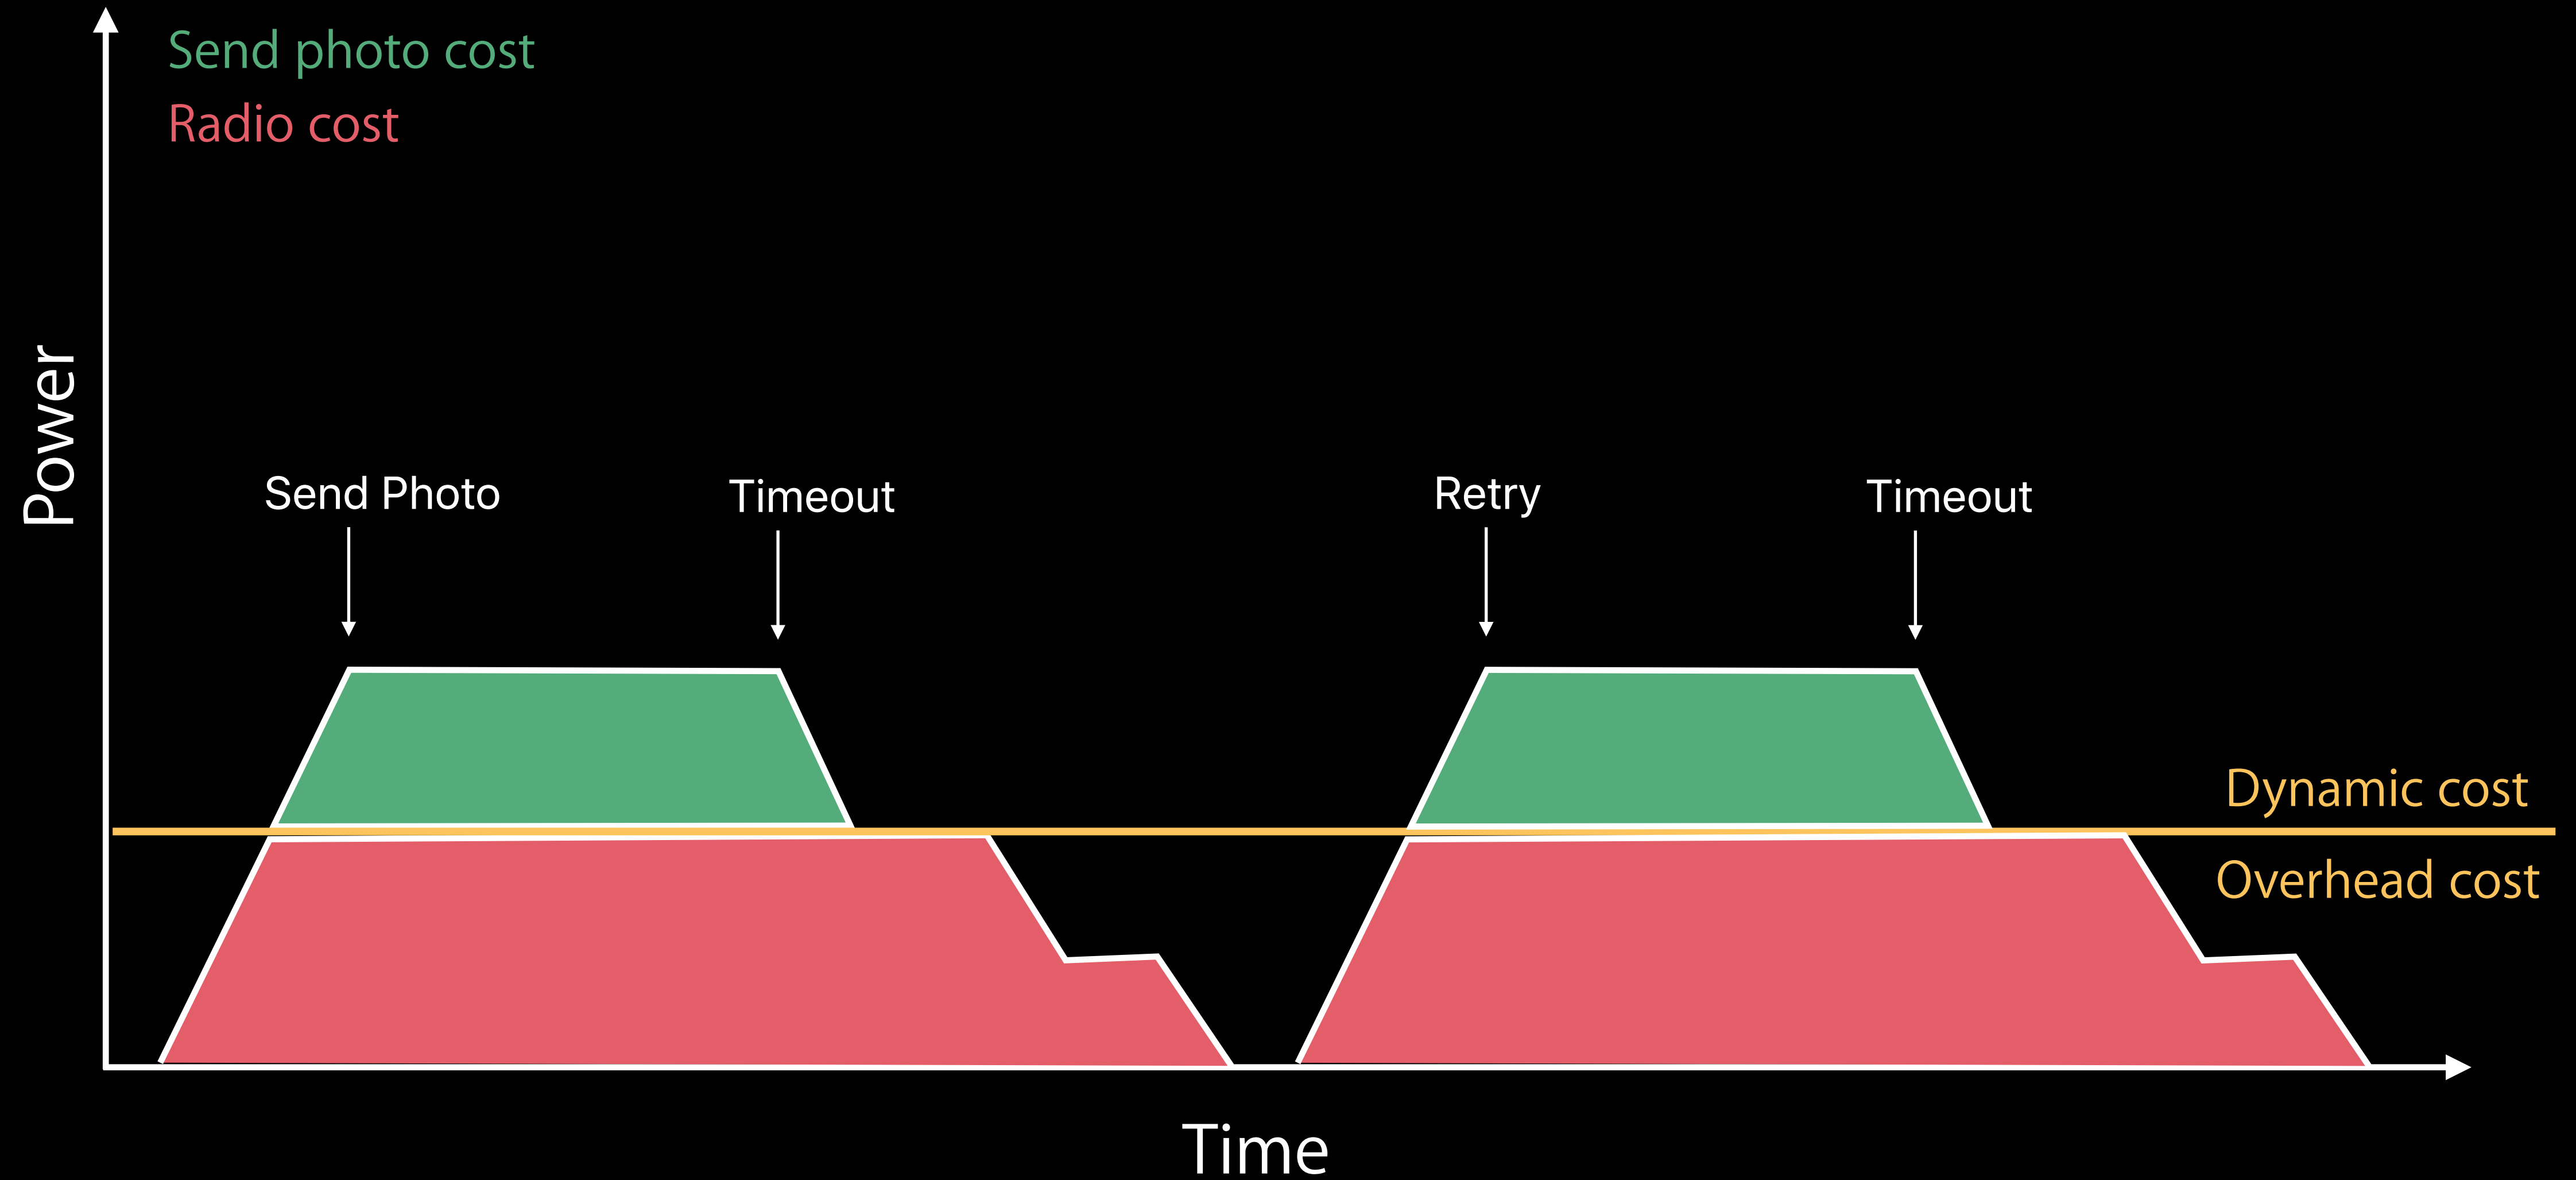 Send photo cost
Radio cost
Power
Send Photo
Timeout
Retry
Timeout
Dynamic cost
Overhead cost
Time